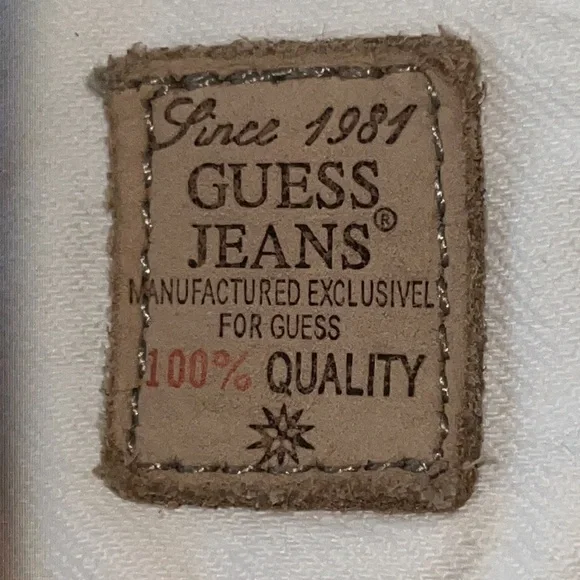 Since 1981
GUESS
JEANS®
MANUFACTURED EXCLUSIVEL
FOR GUESS
100% QUALITY